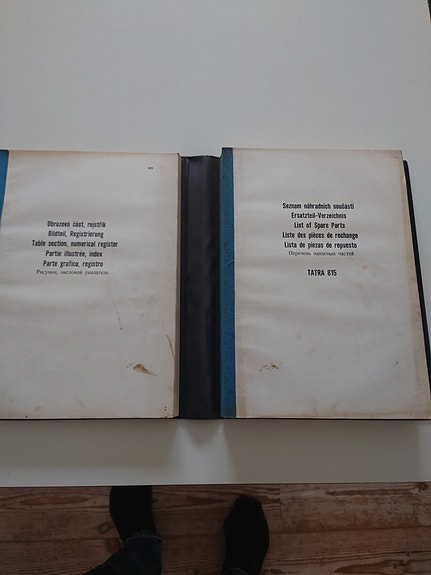 Obrazová část, rejstřík
Bildteil, Registrierung
Table section, numerical register
Partie illustrée, index
Parte grafica, registro
Рисунки, числовой указатель
Seznam náhradních součástí
Ersatzteil-Verzeichnis
List of Spare Parts
Liste des pièces de rechange
Lista de piezas de repuesto
Перечень запасных частей
TATRA 815